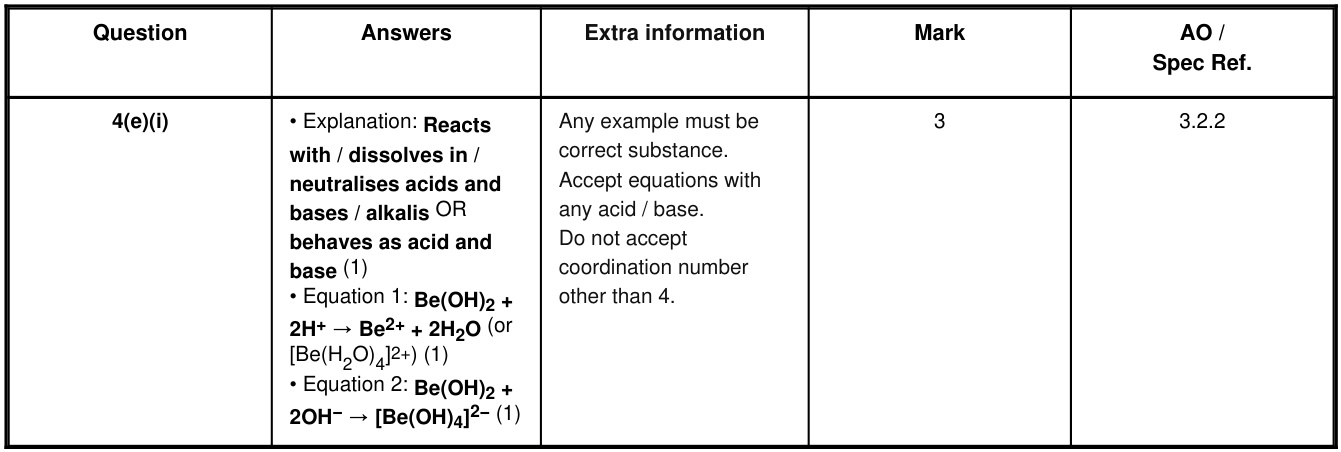 Question Answers Extra information Mark AO /
Spec Ref.
4(e)(i)
• Explanation: Reacts
with / dissolves in /
neutralises acids and
bases / alkalis OR
behaves as acid and
base (1)
• Equation 1: Be(OH)₂ +
2H⁺ → Be²⁺ + 2H₂O (or
[Be(H₂O)₄]²⁺) (1)
• Equation 2: Be(OH)₂ +
2OH⁻ → [Be(OH)₄]²⁻ (1)
Any example must be
correct substance.
Accept equations with
any acid / base.
Do not accept
coordination number
other than 4.
3
3.2.2